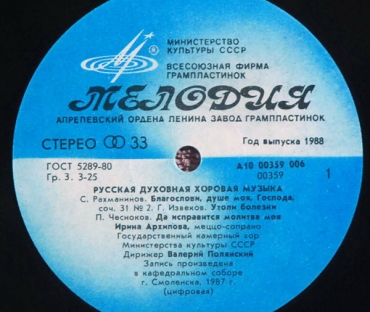 МИНИСТЕРСТВО
КУЛЬТУРЫ СССР
ВСЕСОЮЗНАЯ ФИРМА
ГРАМПЛАСТИНОК
МЕЛОДИЯ
АПРЕЛЕВСКИЙ ОРДЕНА ЛЕНИНА ЗАВОД ГРАМПЛАСТИНОК
СТЕРЕО 33 Год выпуска 1988
ГОСТ 5289-80 А10 00359 006
Гр. 3. 3-25 00359 1
РУССКАЯ ДУХОВНАЯ ХОРОВАЯ МУЗЫКА
С. Рахманинов. Благослови, душе моя, Господа,
соч. 31 № 2. Г. Извеков. Утоли болезни
П. Чесноков. Да исправится молитва моя
Ирина Архипова, меццо-сопрано
Государственный камерный хор
Министерства культуры СССР
Дирижер Валерий Полянский
Запись произведена
в кафедральном соборе
г. Смоленска, 1987 г.
(цифровая)